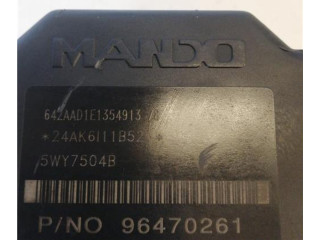 MANDO
642AAD1E1354913
*24AK6I11B52
5WY7504B
P/NO 96470261